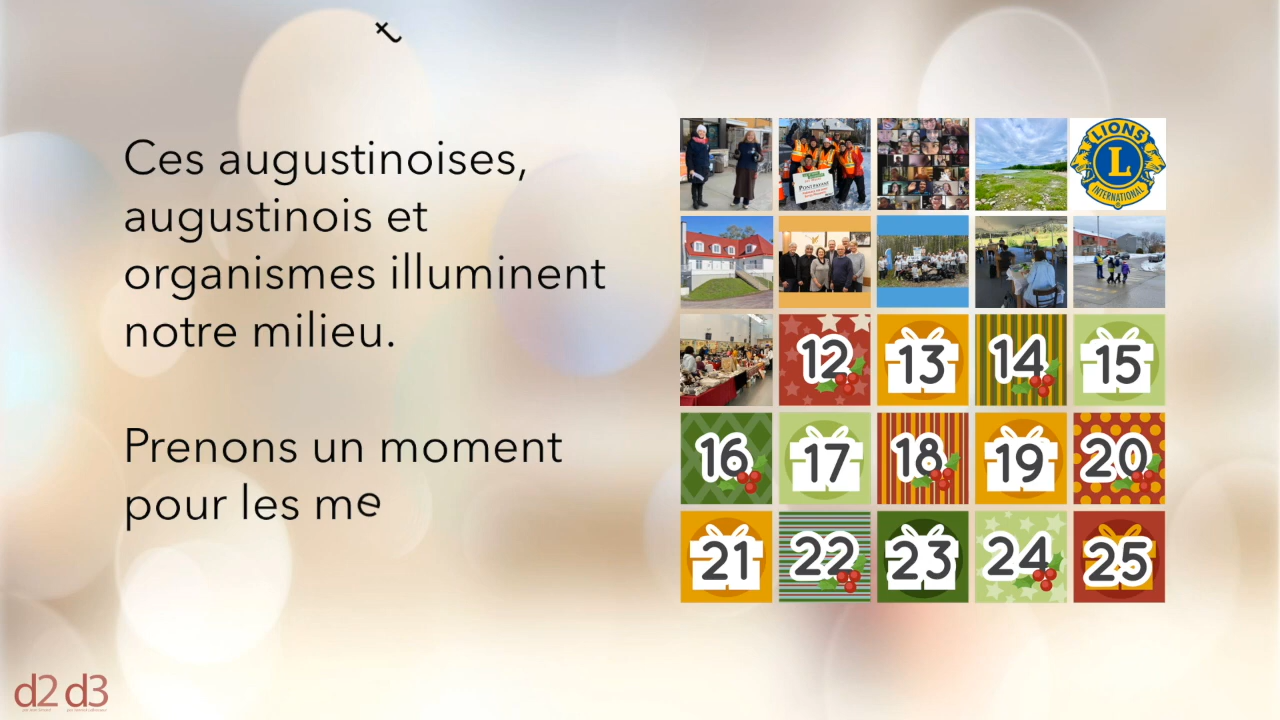 t
Ces augustinoises,
augustinois et
organismes illuminent
notre milieu.
Prenons un moment
pour les me
LIONS
L
INTERNATIONAL
12
13
14
15
16
17
18
19
20
21
22
23
24
25
d2 d3